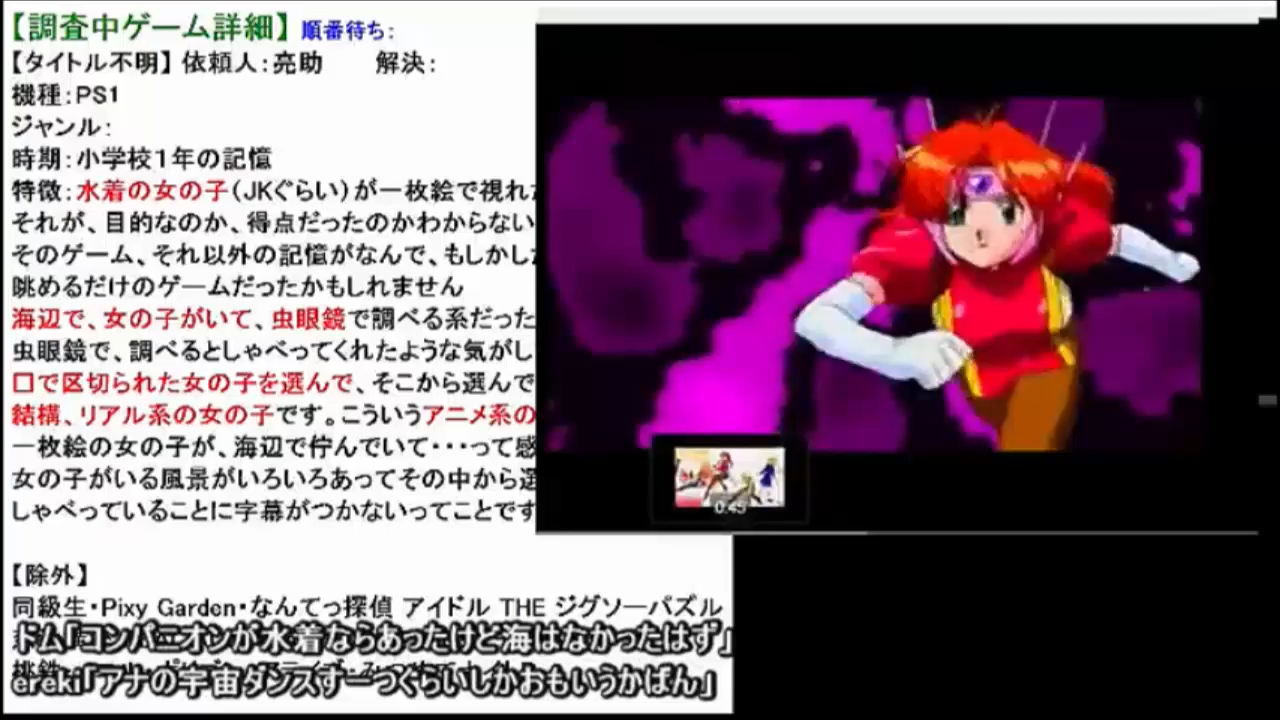 【調査中ゲーム詳細】 順番待ち：
【タイトル不明】 依頼人：亮助 解決：
機種：PS1
ジャンル：
時期：小学校１年の記憶
特徴：水着の女の子（JKぐらい）が一枚絵で視れ
それが、目的なのか、得点だったのかわからない
そのゲーム、それ以外の記憶がなんで、もしかし
眺めるだけのゲームだったかもしれません
海辺で、女の子がいて、虫眼鏡で調べる系だった
虫眼鏡で、調べるとしゃべってくれたような気がし
口で区切られた女の子を選んで、そこから選んで
結構、リアル系の女の子です。こういうアニメ系の
一枚絵の女の子が、海辺で佇んでいて・・・って感
女の子がいる風景がいろいろあってその中から選
しゃべっていることに字幕がつかないってことです
0:45
【除外】
同級生・Pixy Garden・なんてっ探偵 アイドル THE ジグソーパズル
ドム「コンパニオンが水着ならあったけど海はなかったはず」
ereki「アナの宇宙ダンスすーつぐらいしかおもいうかばん」